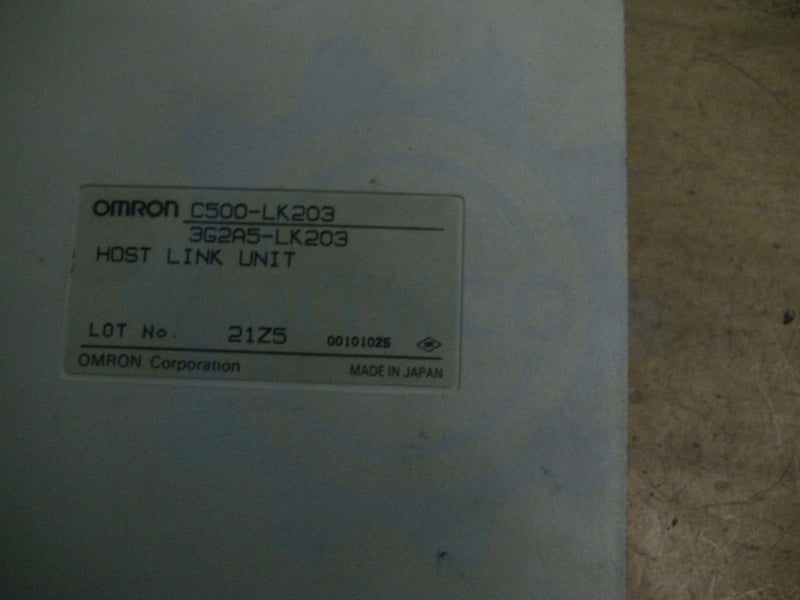 OMRON C500-LK203
3G2A5-LK203
HOST LINK UNIT
LOT No. 21Z5 00101025
OMRON Corporation MADE IN JAPAN